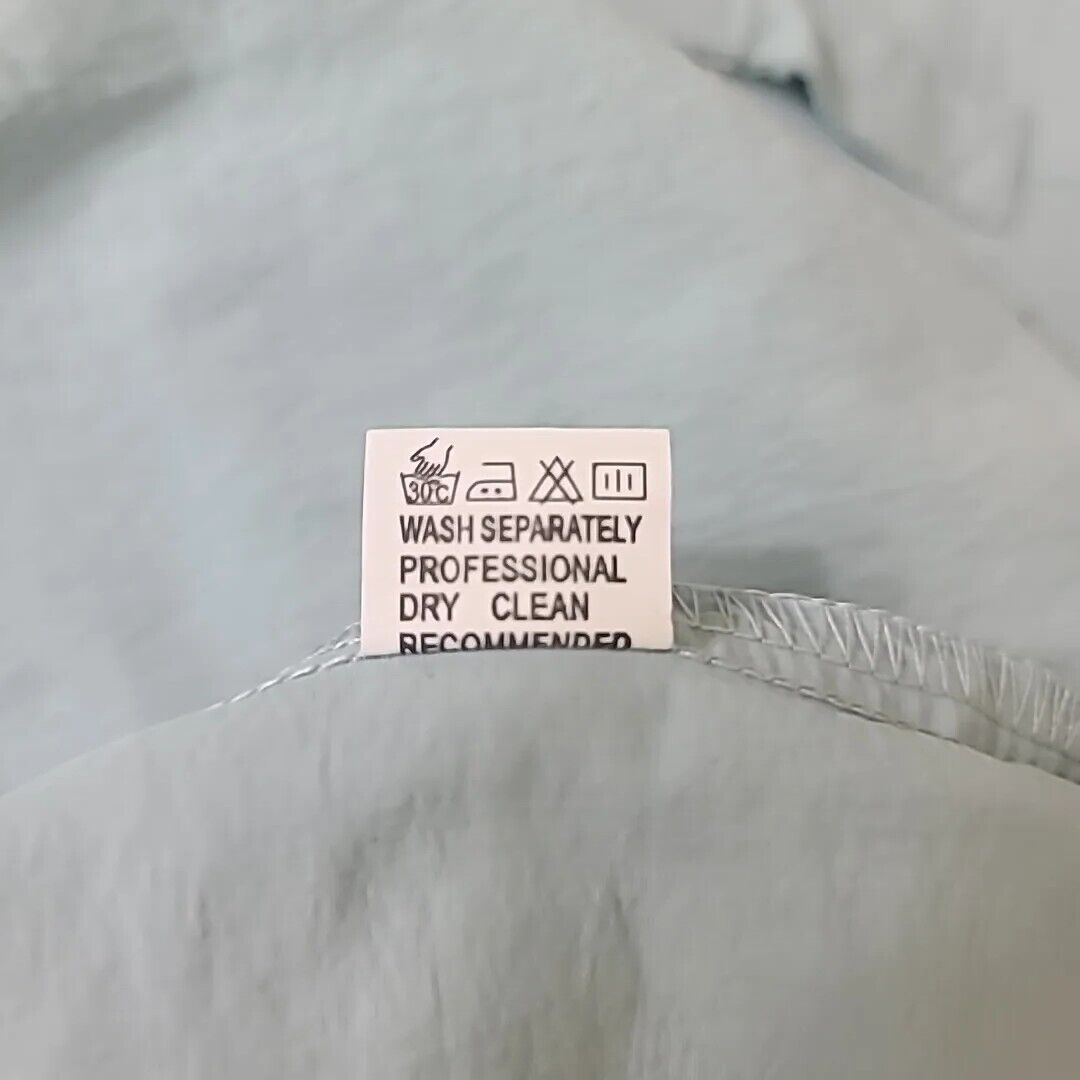 30°C
WASH SEPARATELY
PROFESSIONAL
DRY CLEAN
RECOMMENDED